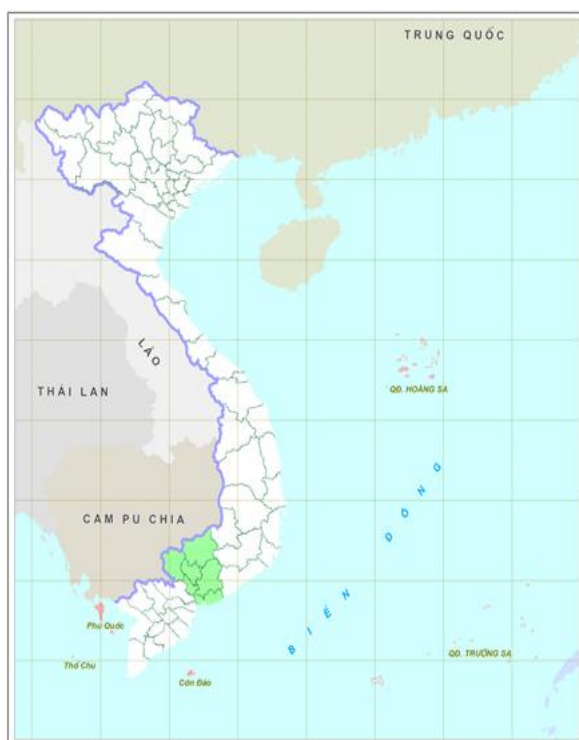 TRUNG QUỐC
LÀO
THÁI LAN
QĐ. HOÀNG SA
CAM PU CHIA
BIỂN ĐÔNG
Phú Quốc
Thổ Chu
Côn Đảo
QĐ. TRƯỜNG SA